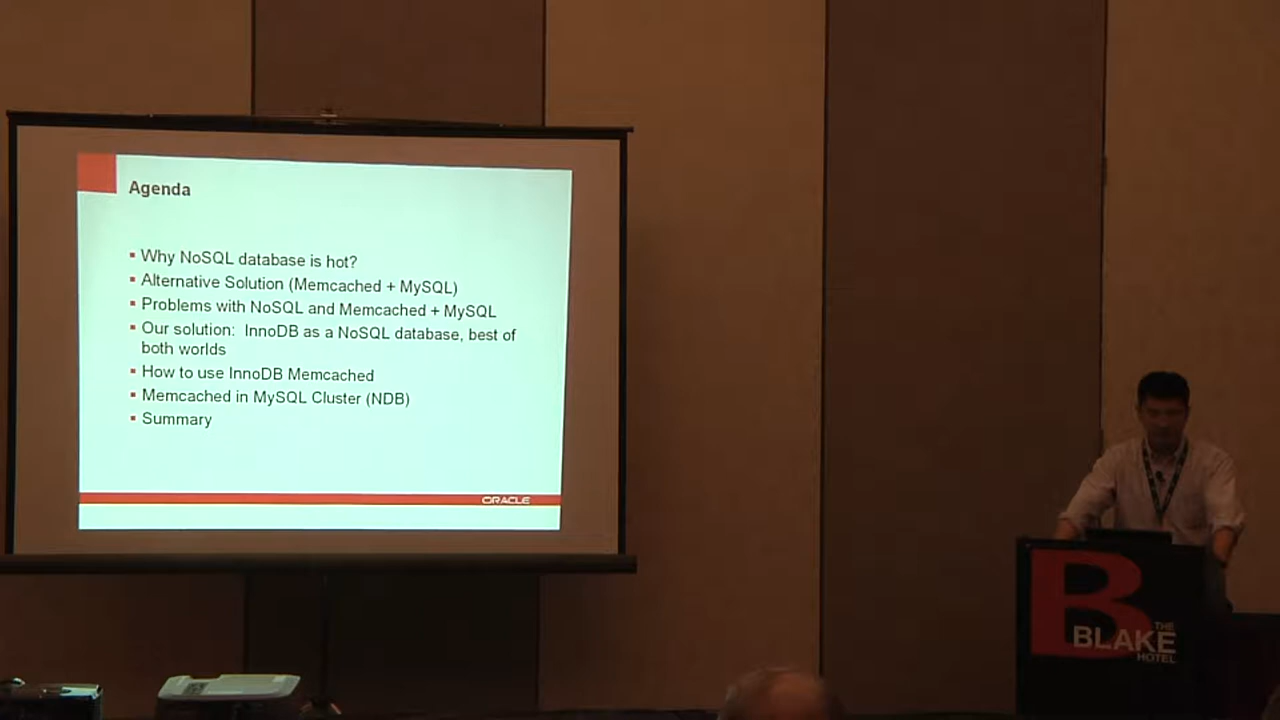 Agenda
Why NoSQL database is hot?
Alternative Solution (Memcached + MySQL)
Problems with NoSQL and Memcached + MySQL
Our solution: InnoDB as a NoSQL database, best of
both worlds
How to use InnoDB Memcached
Memcached in MySQL Cluster (NDB)
Summary
ORACLE
B
THE
BLAKE
HOTEL